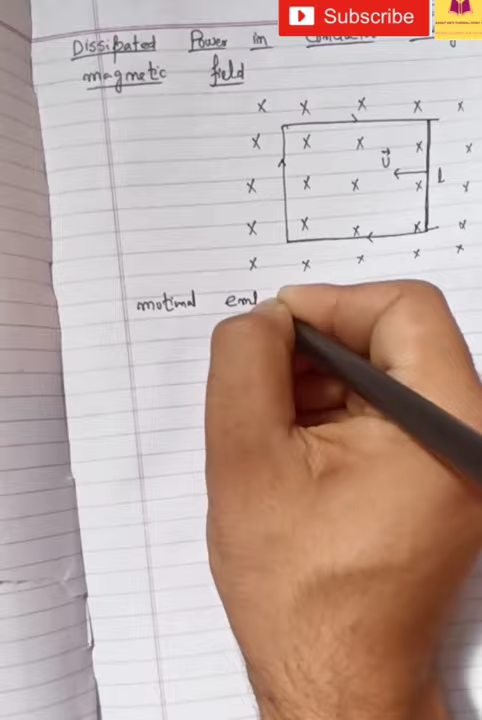 Subscribe
Dissipated Power in
magnetic field
x x x x x
x x x x x
v⃗
x x x x L x
x x x x x
x x x x x
motional emf